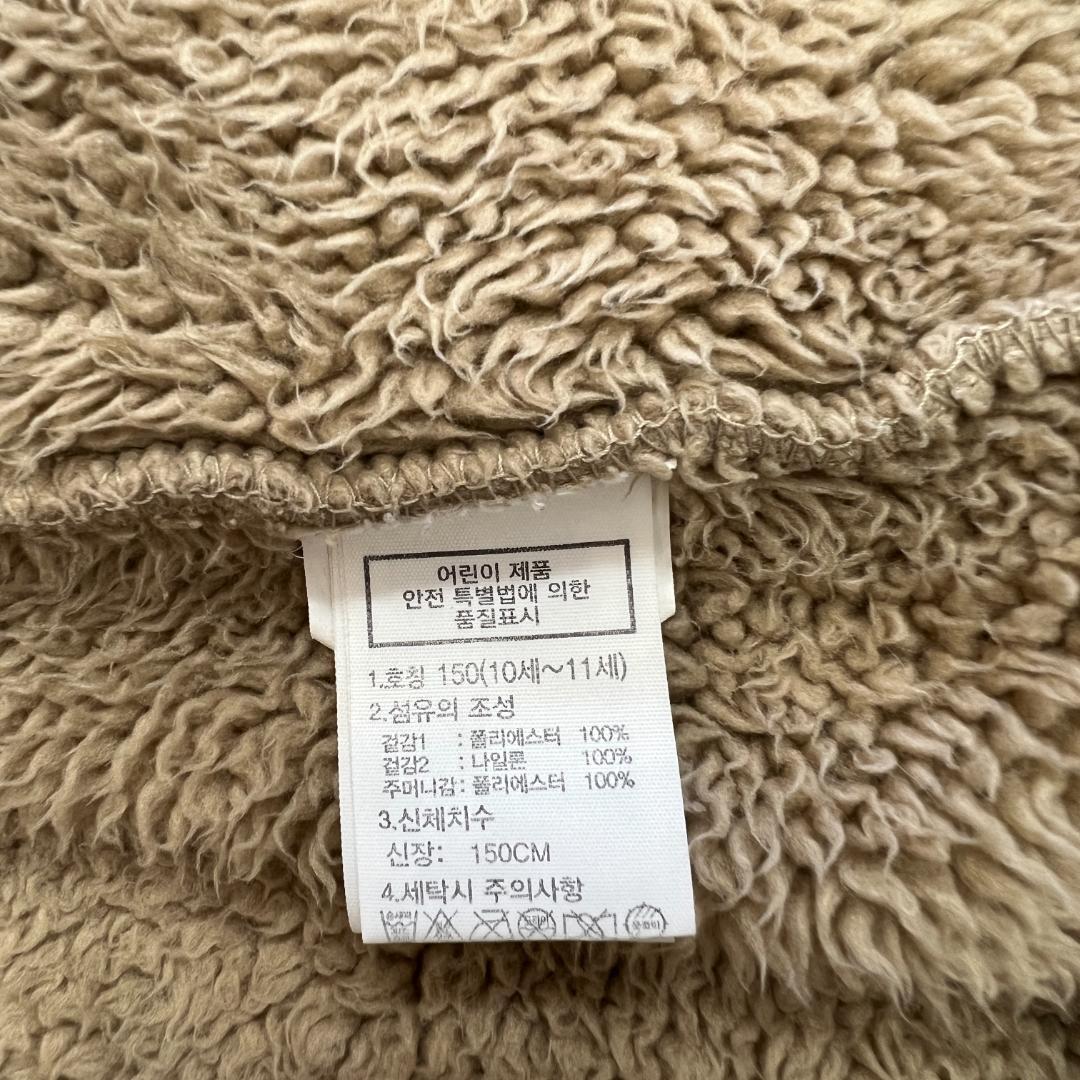 어린이 제품
안전 특별법에 의한
품질표시
1.호칭 150(10세~11세)
2.섬유의 조성
겉감1 : 폴리에스터 100%
겉감2 : 나일론 100%
주머니감: 폴리에스터 100%
3.신체치수
신장: 150CM
4.세탁시 주의사항